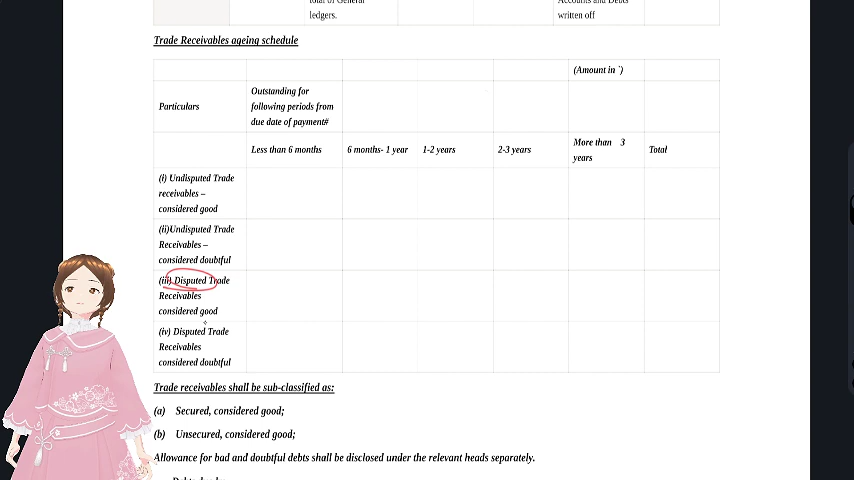 total of General
Accounts and Debts
ledgers.
written off
Trade Receivables ageing schedule
(Amount in `)
Particulars
Outstanding for
following periods from
due date of payment#
Less than 6 months
6 months- 1 year
1-2 years
2-3 years
More than 3
years
Total
(i) Undisputed Trade
receivables –
considered good
(ii)Undisputed Trade
Receivables –
considered doubtful
(iii) Disputed Trade
Receivables
considered good
(iv) Disputed Trade
Receivables
considered doubtful
Trade receivables shall be sub-classified as:
(a) Secured, considered good;
(b) Unsecured, considered good;
Allowance for bad and doubtful debts shall be disclosed under the relevant heads separately.